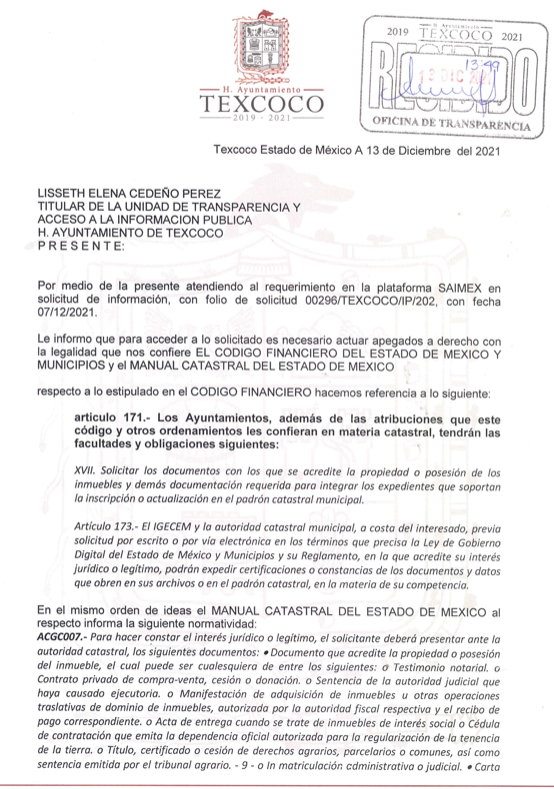 H. Ayuntamiento
TEXCOCO
2019 - 2021
H. Ayuntamiento
2019 TEXCOCO 2021
RECIBIDO
13:49
13 DIC
OFICINA DE TRANSPARENCIA
Texcoco Estado de México A 13 de Diciembre del 2021
LISSETH ELENA CEDEÑO PEREZ
TITULAR DE LA UNIDAD DE TRANSPARENCIA Y
ACCESO A LA INFORMACION PUBLICA
H. AYUNTAMIENTO DE TEXCOCO
P R E S E N T E:
Por medio de la presente atendiendo al requerimiento en la plataforma SAIMEX en
solicitud de información, con folio de solicitud 00296/TEXCOCO/IP/202, con fecha
07/12/2021.
Le informo que para acceder a lo solicitado es necesario actuar apegados a derecho con
la legalidad que nos confiere EL CODIGO FINANCIERO DEL ESTADO DE MEXICO Y
MUNICIPIOS y el MANUAL CATASTRAL DEL ESTADO DE MEXICO
respecto a lo estipulado en el CODIGO FINANCIERO hacemos referencia a lo siguiente:
articulo 171.- Los Ayuntamientos, además de las atribuciones que este
código y otros ordenamientos les confieran en materia catastral, tendrán las
facultades y obligaciones siguientes:
XVII. Solicitar los documentos con los que se acredite la propiedad o posesión de los
inmuebles y demás documentación requerida para integrar los expedientes que soportan
la inscripción o actualización en el padrón catastral municipal.
Artículo 173.- El IGECEM y la autoridad catastral municipal, a costa del interesado, previa
solicitud por escrito o por vía electrónica en los términos que precisa la Ley de Gobierno
Digital del Estado de México y Municipios y su Reglamento, en la que acredite su interés
jurídico o legítimo, podrán expedir certificaciones o constancias de los documentos y datos
que obren en sus archivos o en el padrón catastral, en la materia de su competencia.
En el mismo orden de ideas el MANUAL CATASTRAL DEL ESTADO DE MEXICO al
respecto informa la siguiente normatividad:
ACGC007.- Para hacer constar el interés jurídico o legítimo, el solicitante deberá presentar ante la
autoridad catastral, los siguientes documentos: • Documento que acredite la propiedad o posesión
del inmueble, el cual puede ser cualesquiera de entre los siguientes: o Testimonio notarial. o
Contrato privado de compra-venta, cesión o donación. o Sentencia de la autoridad judicial que
haya causado ejecutoria. o Manifestación de adquisición de inmuebles u otras operaciones
traslativas de dominio de inmuebles, autorizada por la autoridad fiscal respectiva y el recibo de
pago correspondiente. o Acta de entrega cuando se trate de inmuebles de interés social o Cédula
de contratación que emita la dependencia oficial autorizada para la regularización de la tenencia
de la tierra. o Título, certificado o cesión de derechos agrarios, parcelarios o comunes, así como
sentencia emitida por el tribunal agrario. - 9 - o In matriculación administrativa o judicial. • Carta